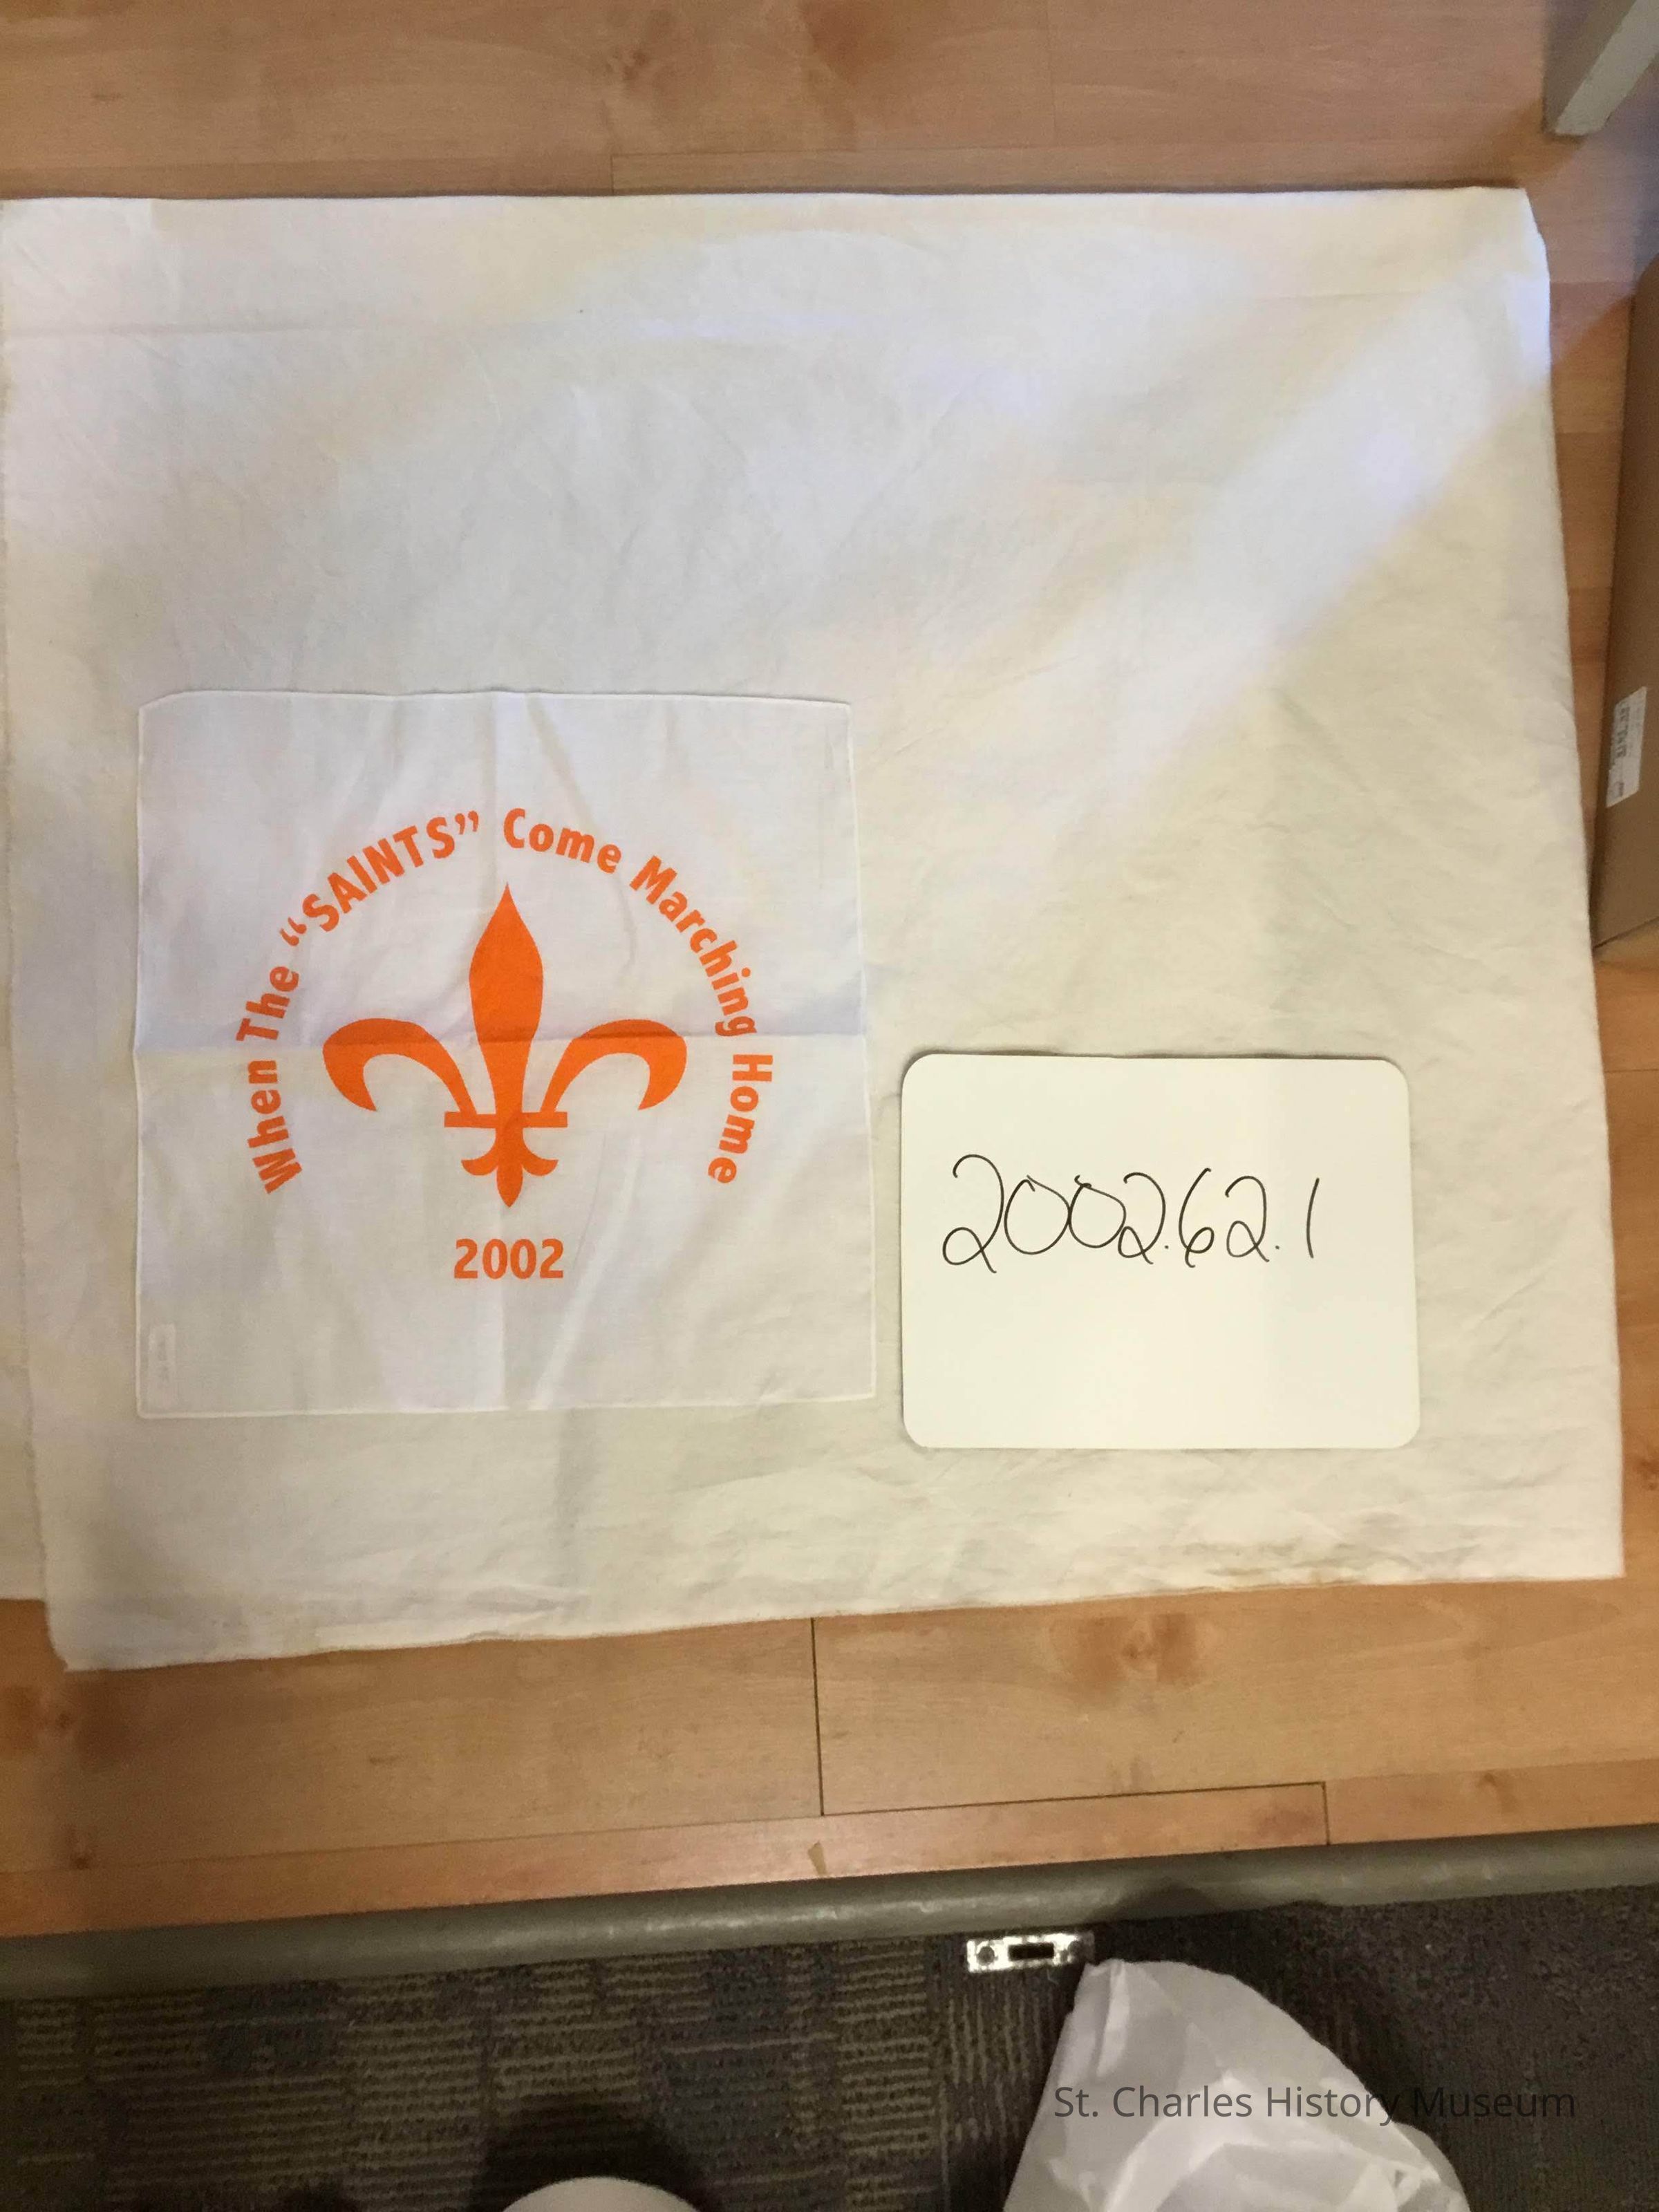 When The “SAINTS” Come Marching Home
2002
2002.62.1
St. Charles History Museum